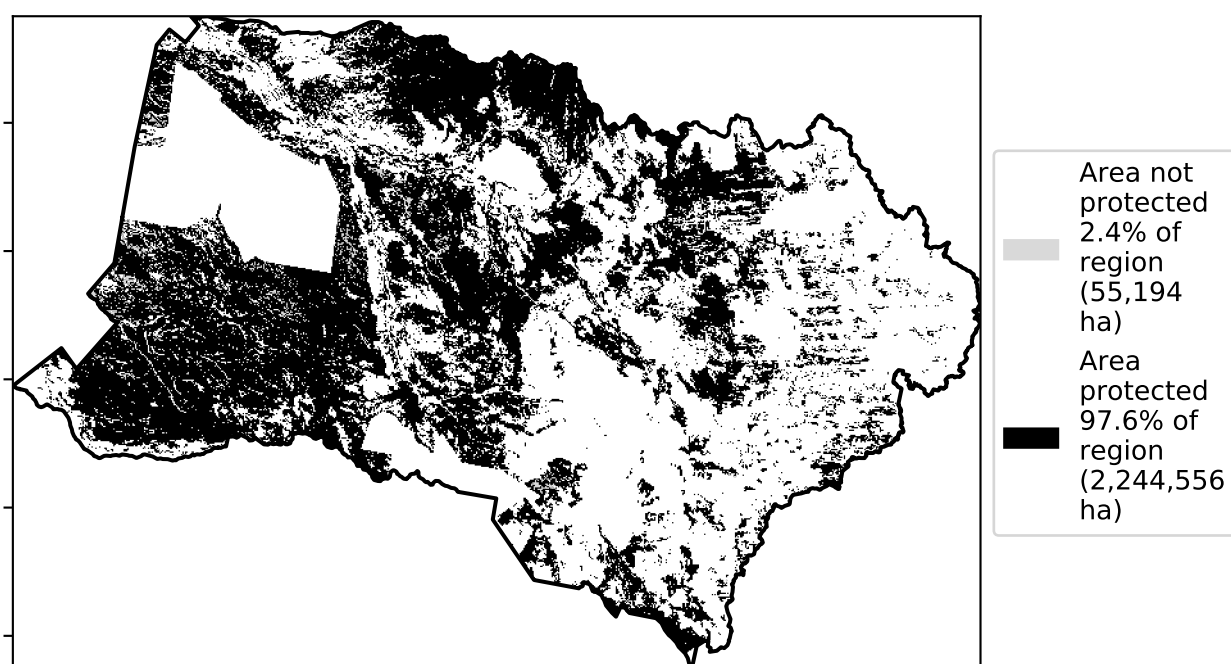 Area not
protected
2.4% of
region
(55,194
ha)
Area
protected
97.6% of
region
(2,244,556
ha)